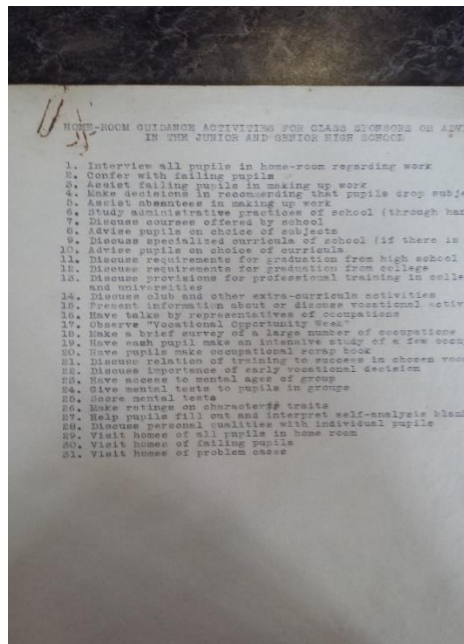 HOME-ROOM GUIDANCE ACTIVITIES FOR CLASS SPONSORS OR
IN THE JUNIOR AND SENIOR HIGH SCHOOL
1. Interview all pupils in home-room regarding work
2. Confer with failing pupils
3. Assist failing pupils in making up work
4. Make decisions in recommending that pupils drop
5. Assist absentees in making up work
6. Study administrative practices of school (through
7. Discuss courses offered by school
8. Advise pupils on choice of subjects
9. Discuss specialized curricula of school (if there is
10. Advise pupils on choice of curricula
11. Discuss requirements for graduation from high school
12. Discuss requirements for graduation from college
13. Discuss provisions for professional training in
and universities
14. Discuss club and other extra-curricula activities
15. Present information about or discuss vocational
16. Have talks by representatives of occupations
17. Observe "Vocational Opportunity Week"
18. Make a brief survey of a large number of occupations
19. Have each pupil make an intensive study of a few
20. Have pupils make occupational scrap book
21. Discuss relation of training to success in chosen
22. Discuss importance of early vocational decision
23. Have access to mental ages of group
24. Give mental tests to pupils in groups
25. Score mental tests
26. Make ratings on character traits
27. Help pupils fill out and interpret self-analysis
28. Discuss personal qualities with individual pupils
29. Visit homes of all pupils in home room
30. Visit homes of failing pupils
31. Visit homes of problem cases